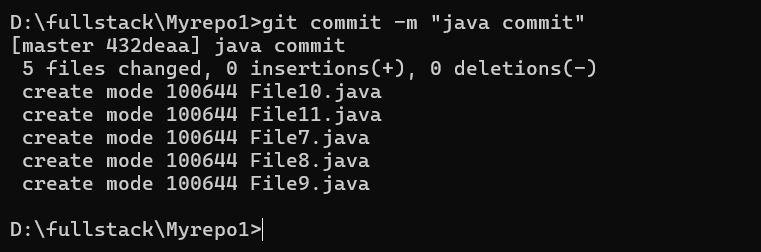 D:\fullstack\Myrepo1>git commit -m "java commit"
[master 432deaa] java commit
 5 files changed, 0 insertions(+), 0 deletions(-)
 create mode 100644 File10.java
 create mode 100644 File11.java
 create mode 100644 File7.java
 create mode 100644 File8.java
 create mode 100644 File9.java
D:\fullstack\Myrepo1>